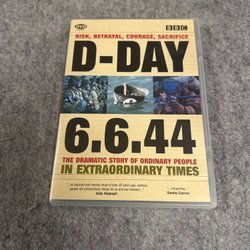 DVD BBC
RISK, BETRAYAL, COURAGE, SACRIFICE
D-DAY
6.6.44
THE DRAMATIC STORY OF ORDINARY PEOPLE
IN EXTRAORDINARY TIMES
Daily Telegraph
Sunday Express